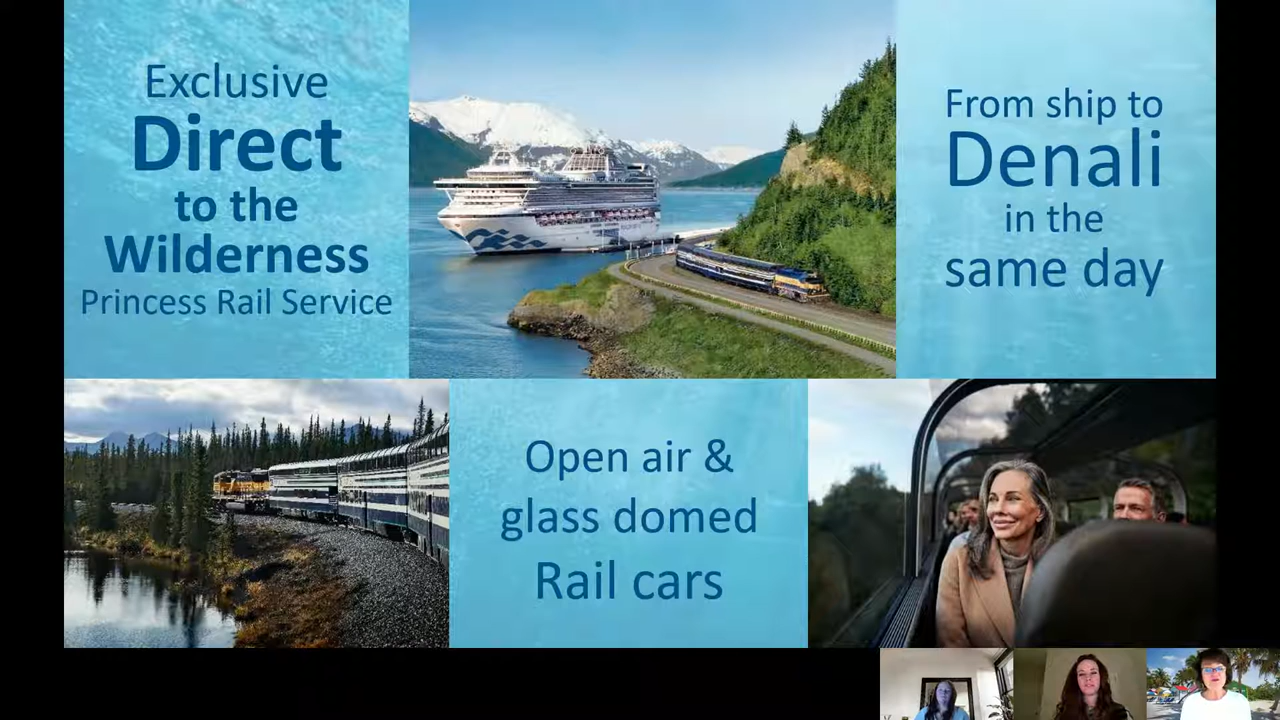 Exclusive
Direct
to the
Wilderness
Princess Rail Service
From ship to
Denali
in the
same day
Open air &
glass domed
Rail cars